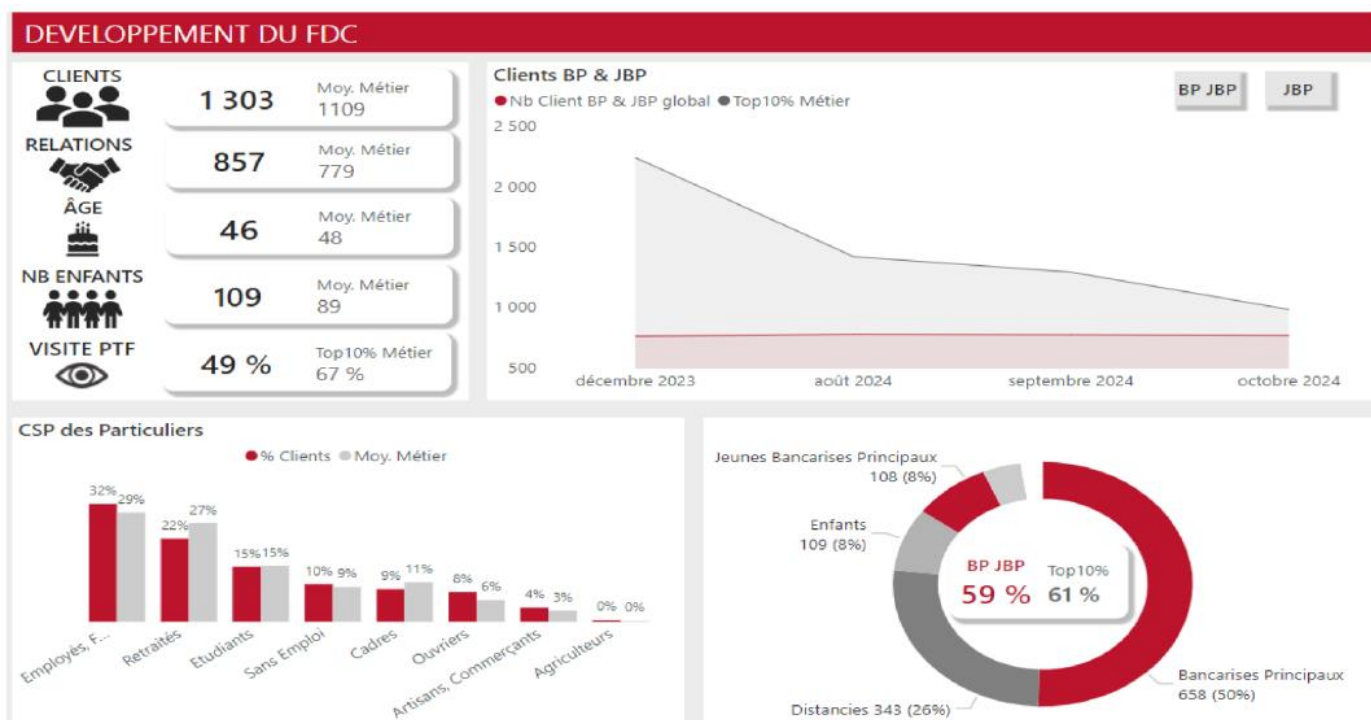 DEVELOPPEMENT DU FDC
CLIENTS
1 303
Moy. Métier
1109
RELATIONS
857
Moy. Métier
779
ÂGE
46
Moy. Métier
48
NB ENFANTS
109
Moy. Métier
89
VISITE PTF
49 %
Top10% Métier
67 %
Clients BP & JBP
Nb Client BP & JBP global Top10% Métier
BP JBP
JBP
2 500
2 000
1 500
1 000
500
décembre 2023
août 2024
septembre 2024
octobre 2024
CSP des Particuliers
% Clients Moy. Métier
32% 29% 22% 27% 15% 15% 10% 9% 9% 11% 8% 6% 4% 3% 0% 0%
Employés, F...
Retraités
Etudiants
Sans Emploi
Cadres
Ouvriers
Artisans, Commerçants
Agriculteurs
Jeunes Bancarises Principaux
108 (8%)
Enfants
109 (8%)
BP JBP
59 %
Top10%
61 %
Bancarises Principaux
658 (50%)
Distancies 343 (26%)